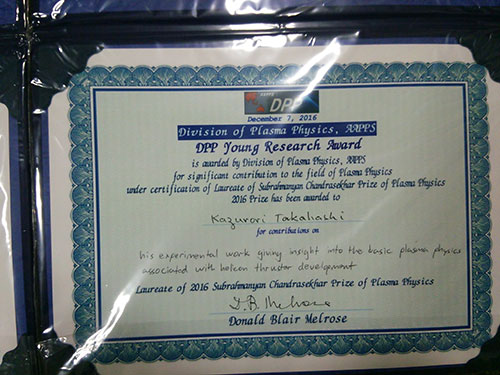 DPP
December 7, 2016
Division of Plasma Physics, AAPPS
DPP Young Research Award
is awarded by Division of Plasma Physics, AAPS
for significant contribution to the field of Plasma Physics
under certification of Laureate of Subrahmanyan Chandrasekhar Prize of Plasma Physics
2016 Prize has been awarded to
Kazunori Takahashi
for contributions on
his experimental work giving insight into the basic plasma physics
associated with helicon thruster development
Laureate of 2016 Subrahmanyan Chandrasekhar Prize of Plasma Physics
D.B. Melrose
Donald Blair Melrose